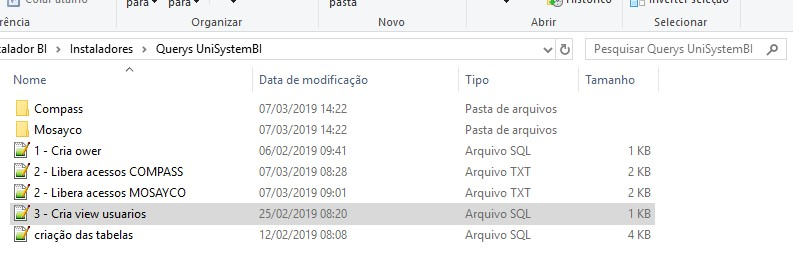 Colar atalho para para pasta Histórico Inverter seleção
rência Organizar Novo Abrir Selecionar
alador BI Instaladores Querys UniSystemBI Pesquisar Querys UniSystemBI
Nome Data de modificação Tipo Tamanho
Compass 07/03/2019 14:22 Pasta de arquivos
Mosayco 07/03/2019 14:22 Pasta de arquivos
1 - Cria ower 06/02/2019 09:41 Arquivo SQL 1 KB
2 - Libera acessos COMPASS 07/03/2019 08:28 Arquivo TXT 2 KB
2 - Libera acessos MOSAYCO 07/03/2019 09:01 Arquivo TXT 2 KB
3 - Cria view usuarios 25/02/2019 08:20 Arquivo SQL 1 KB
criação das tabelas 12/02/2019 08:08 Arquivo SQL 4 KB